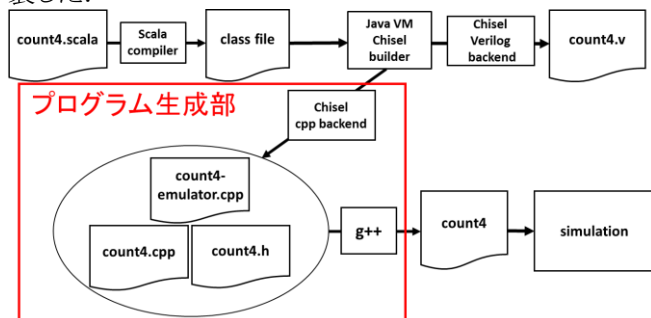 装した.
count4.scala
Scala
compiler
class file
Java VM
Chisel
builder
Chisel
Verilog
backend
count4.v
プログラム生成部
Chisel
cpp backend
count4-
emulator.cpp
count4.cpp
count4.h
g++
count4
simulation